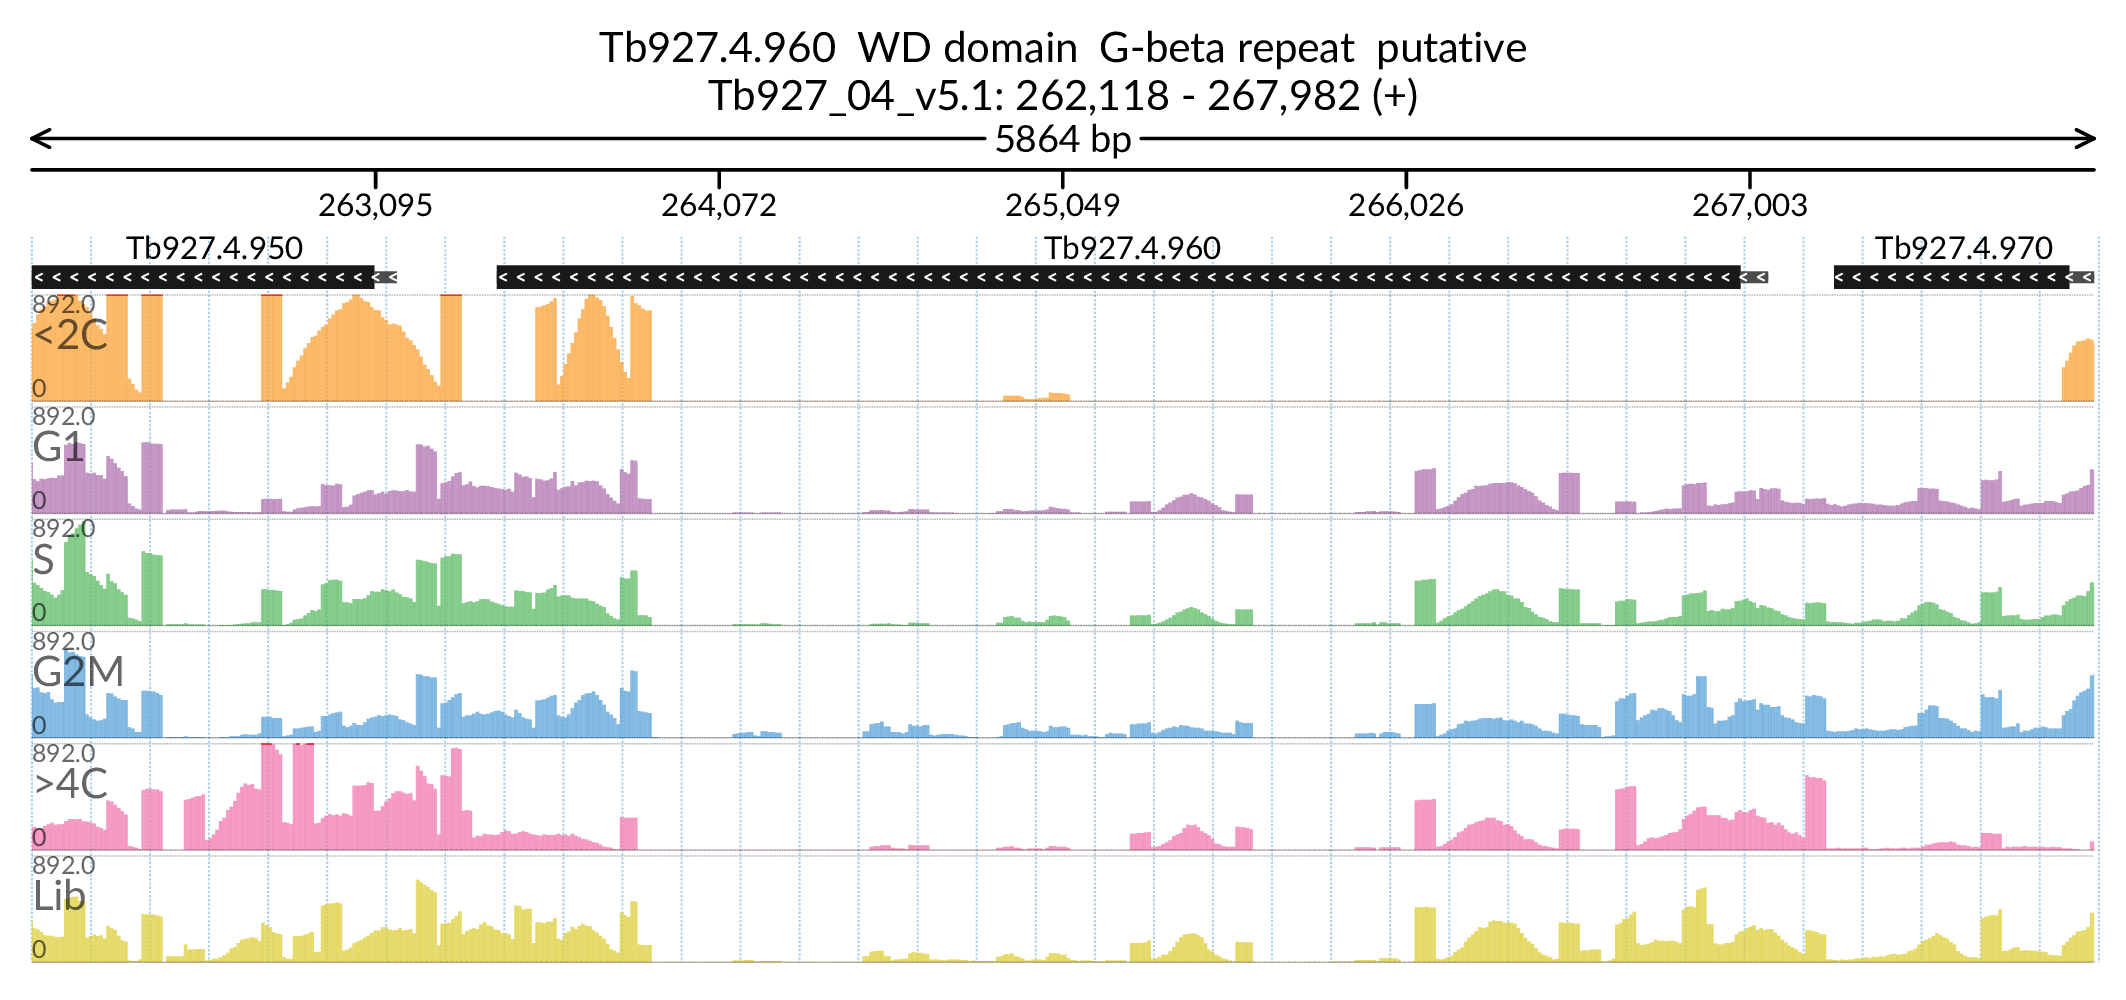 Tb927.4.960  WD domain  G-beta repeat  putative
Tb927_04_v5.1: 262,118 - 267,982 (+)
5864 bp
263,095 264,072 265,049 266,026 267,003
Tb927.4.950 Tb927.4.960 Tb927.4.970
892.0
<2C
0
892.0
G1
0
892.0
S
0
892.0
G2M
0
892.0
>4C
0
892.0
Lib
0